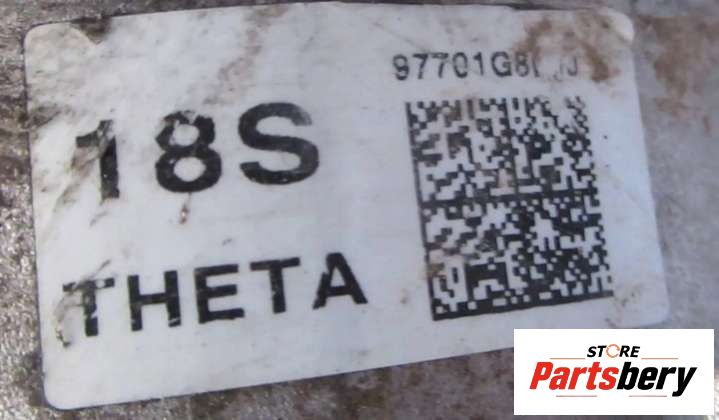 97701G8
18S
THETA
STORE
Partsbery